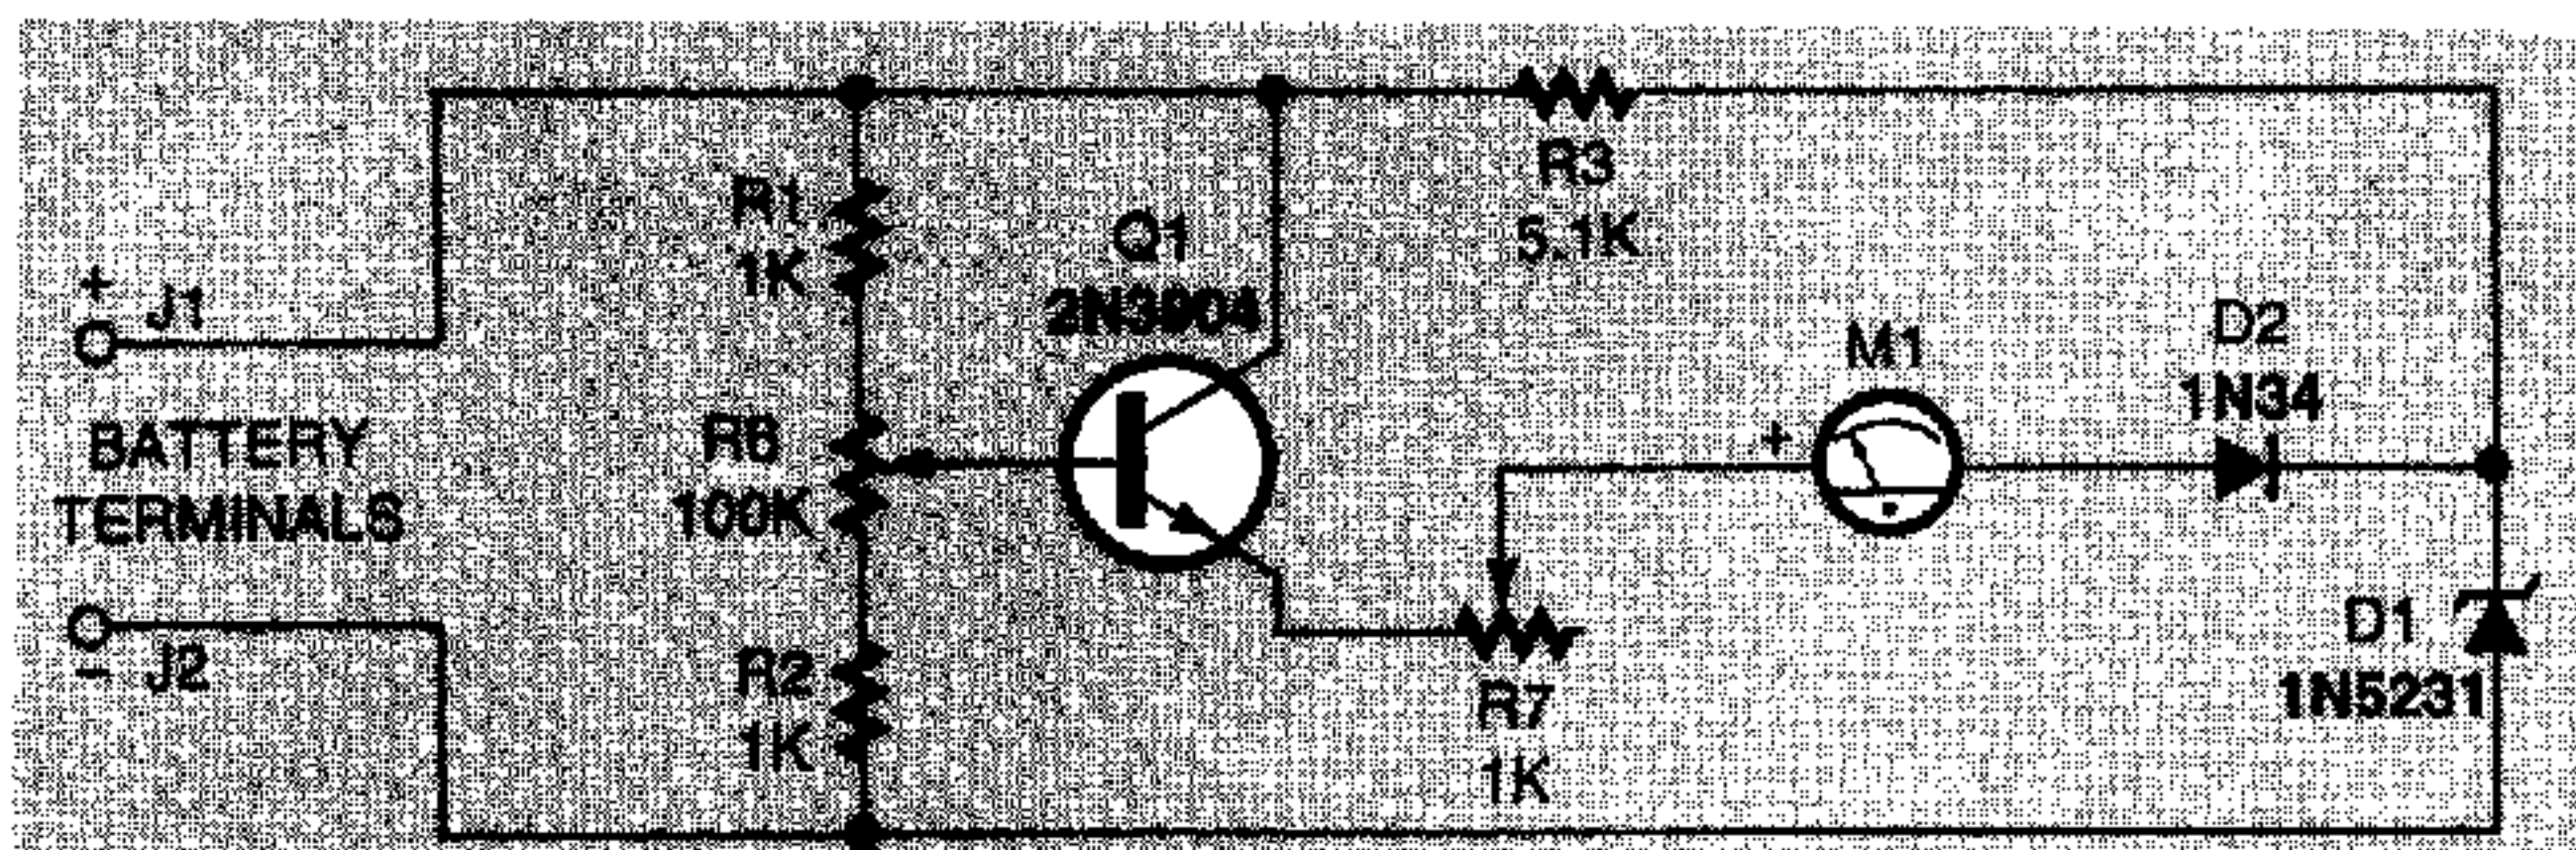 +
J1
BATTERY
TERMINALS
-
J2
R1
1K
R6
100K
R2
1K
Q1
2N3904
R3
5.1K
+
M1
R7
1K
D2
1N34
D1
1N5231